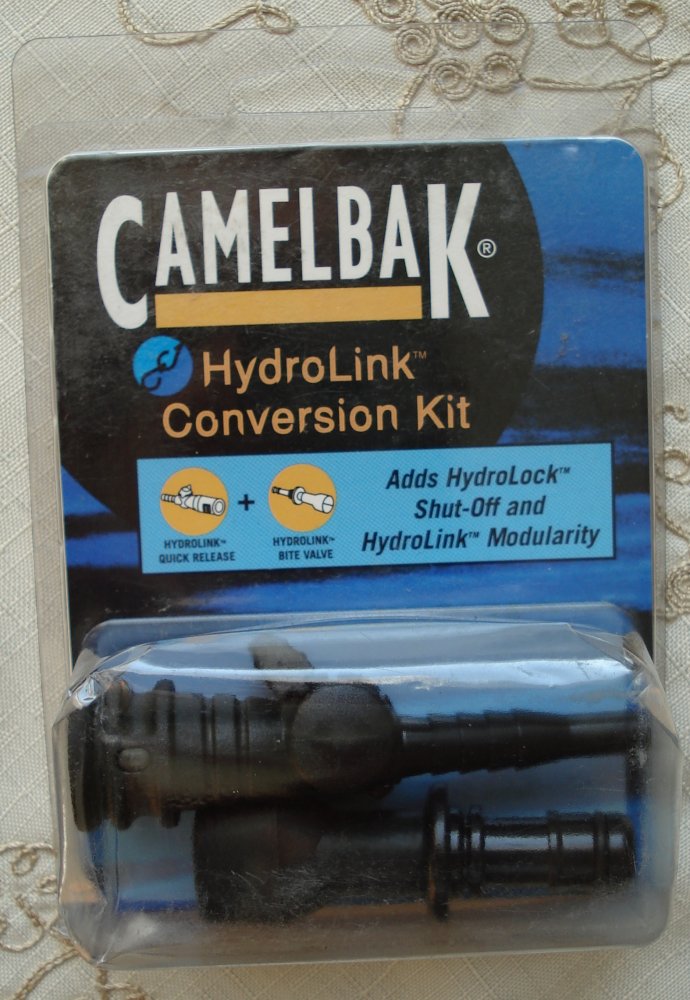 CAMELBAK®
HydroLink™
Conversion Kit
HYDROLINK™
QUICK RELEASE
+
HYDROLINK™
BITE VALVE
Adds HydroLock™
Shut-Off and
HydroLink™ Modularity